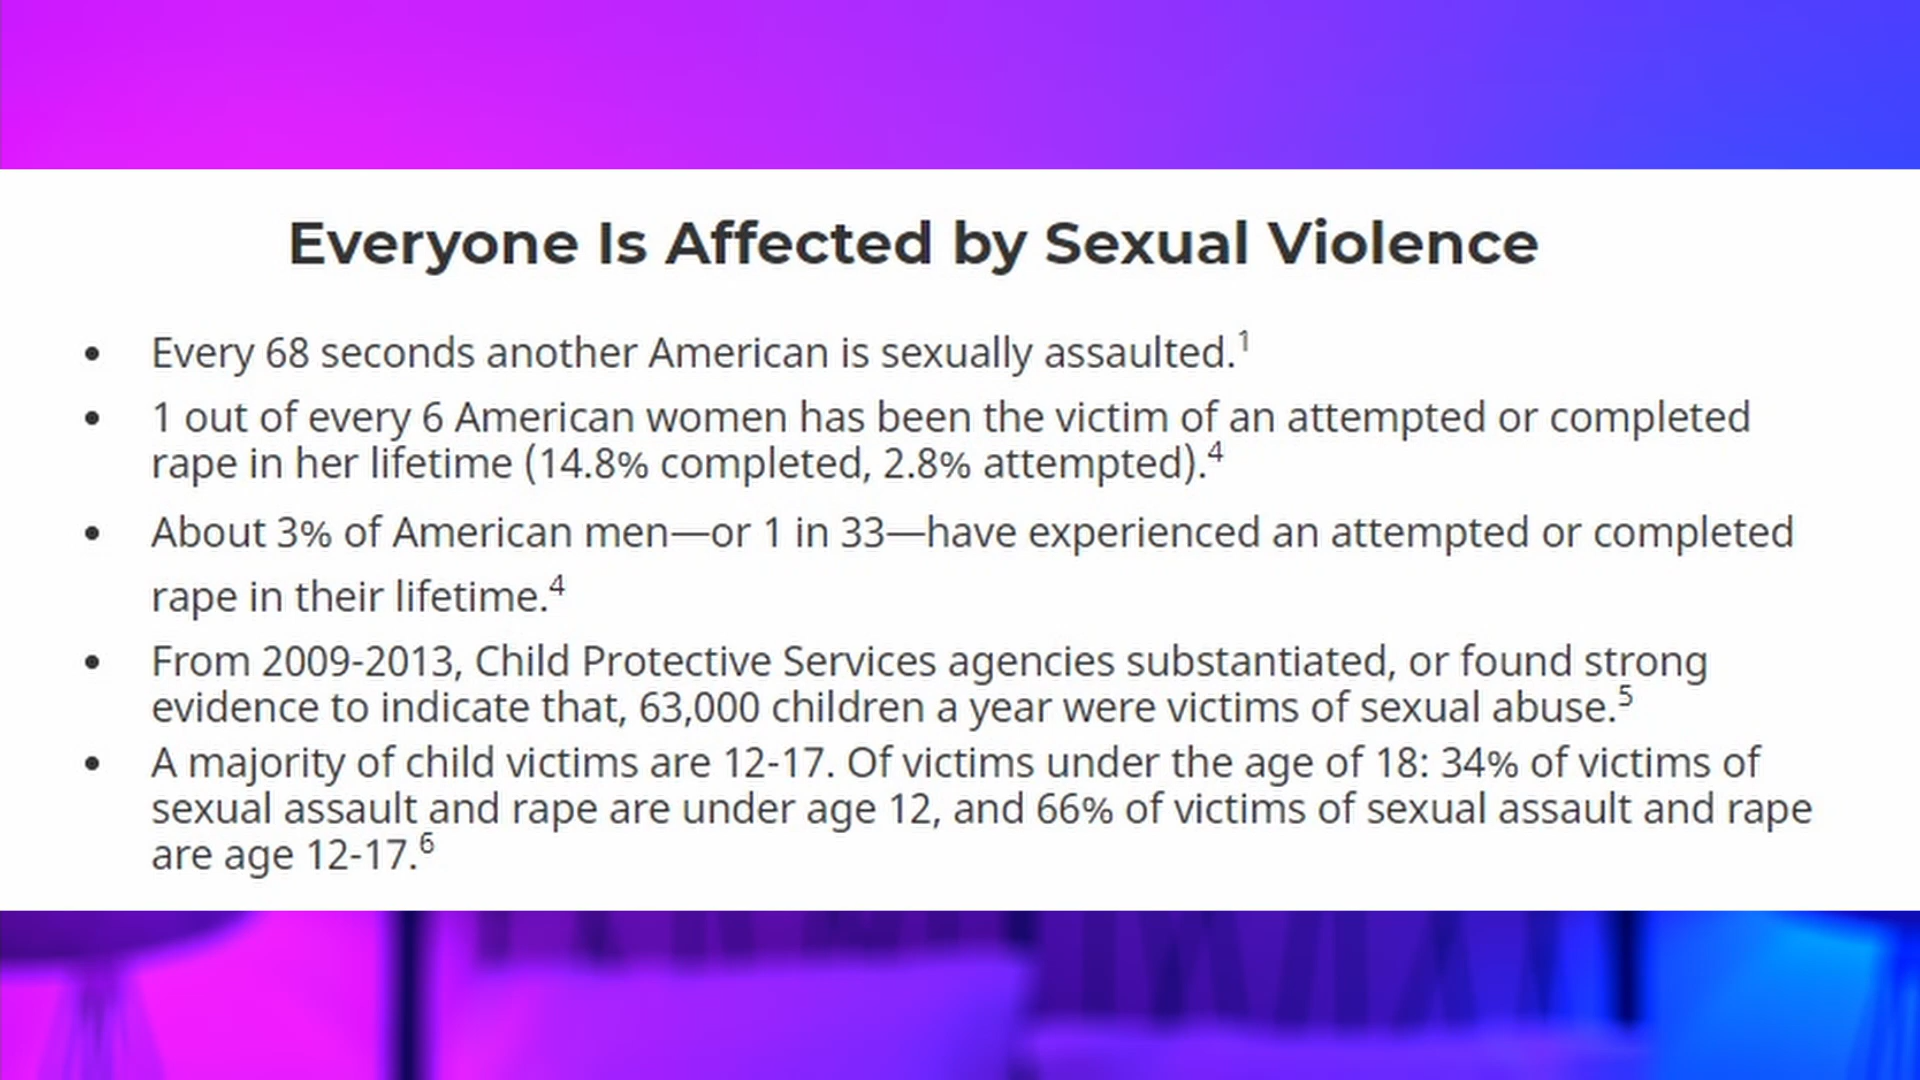 Everyone Is Affected by Sexual Violence
• Every 68 seconds another American is sexually assaulted.¹
• 1 out of every 6 American women has been the victim of an attempted or completed
rape in her lifetime (14.8% completed, 2.8% attempted).⁴
• About 3% of American men—or 1 in 33—have experienced an attempted or completed
rape in their lifetime.⁴
• From 2009-2013, Child Protective Services agencies substantiated, or found strong
evidence to indicate that, 63,000 children a year were victims of sexual abuse.⁵
• A majority of child victims are 12-17. Of victims under the age of 18: 34% of victims of
sexual assault and rape are under age 12, and 66% of victims of sexual assault and rape
are age 12-17.⁶